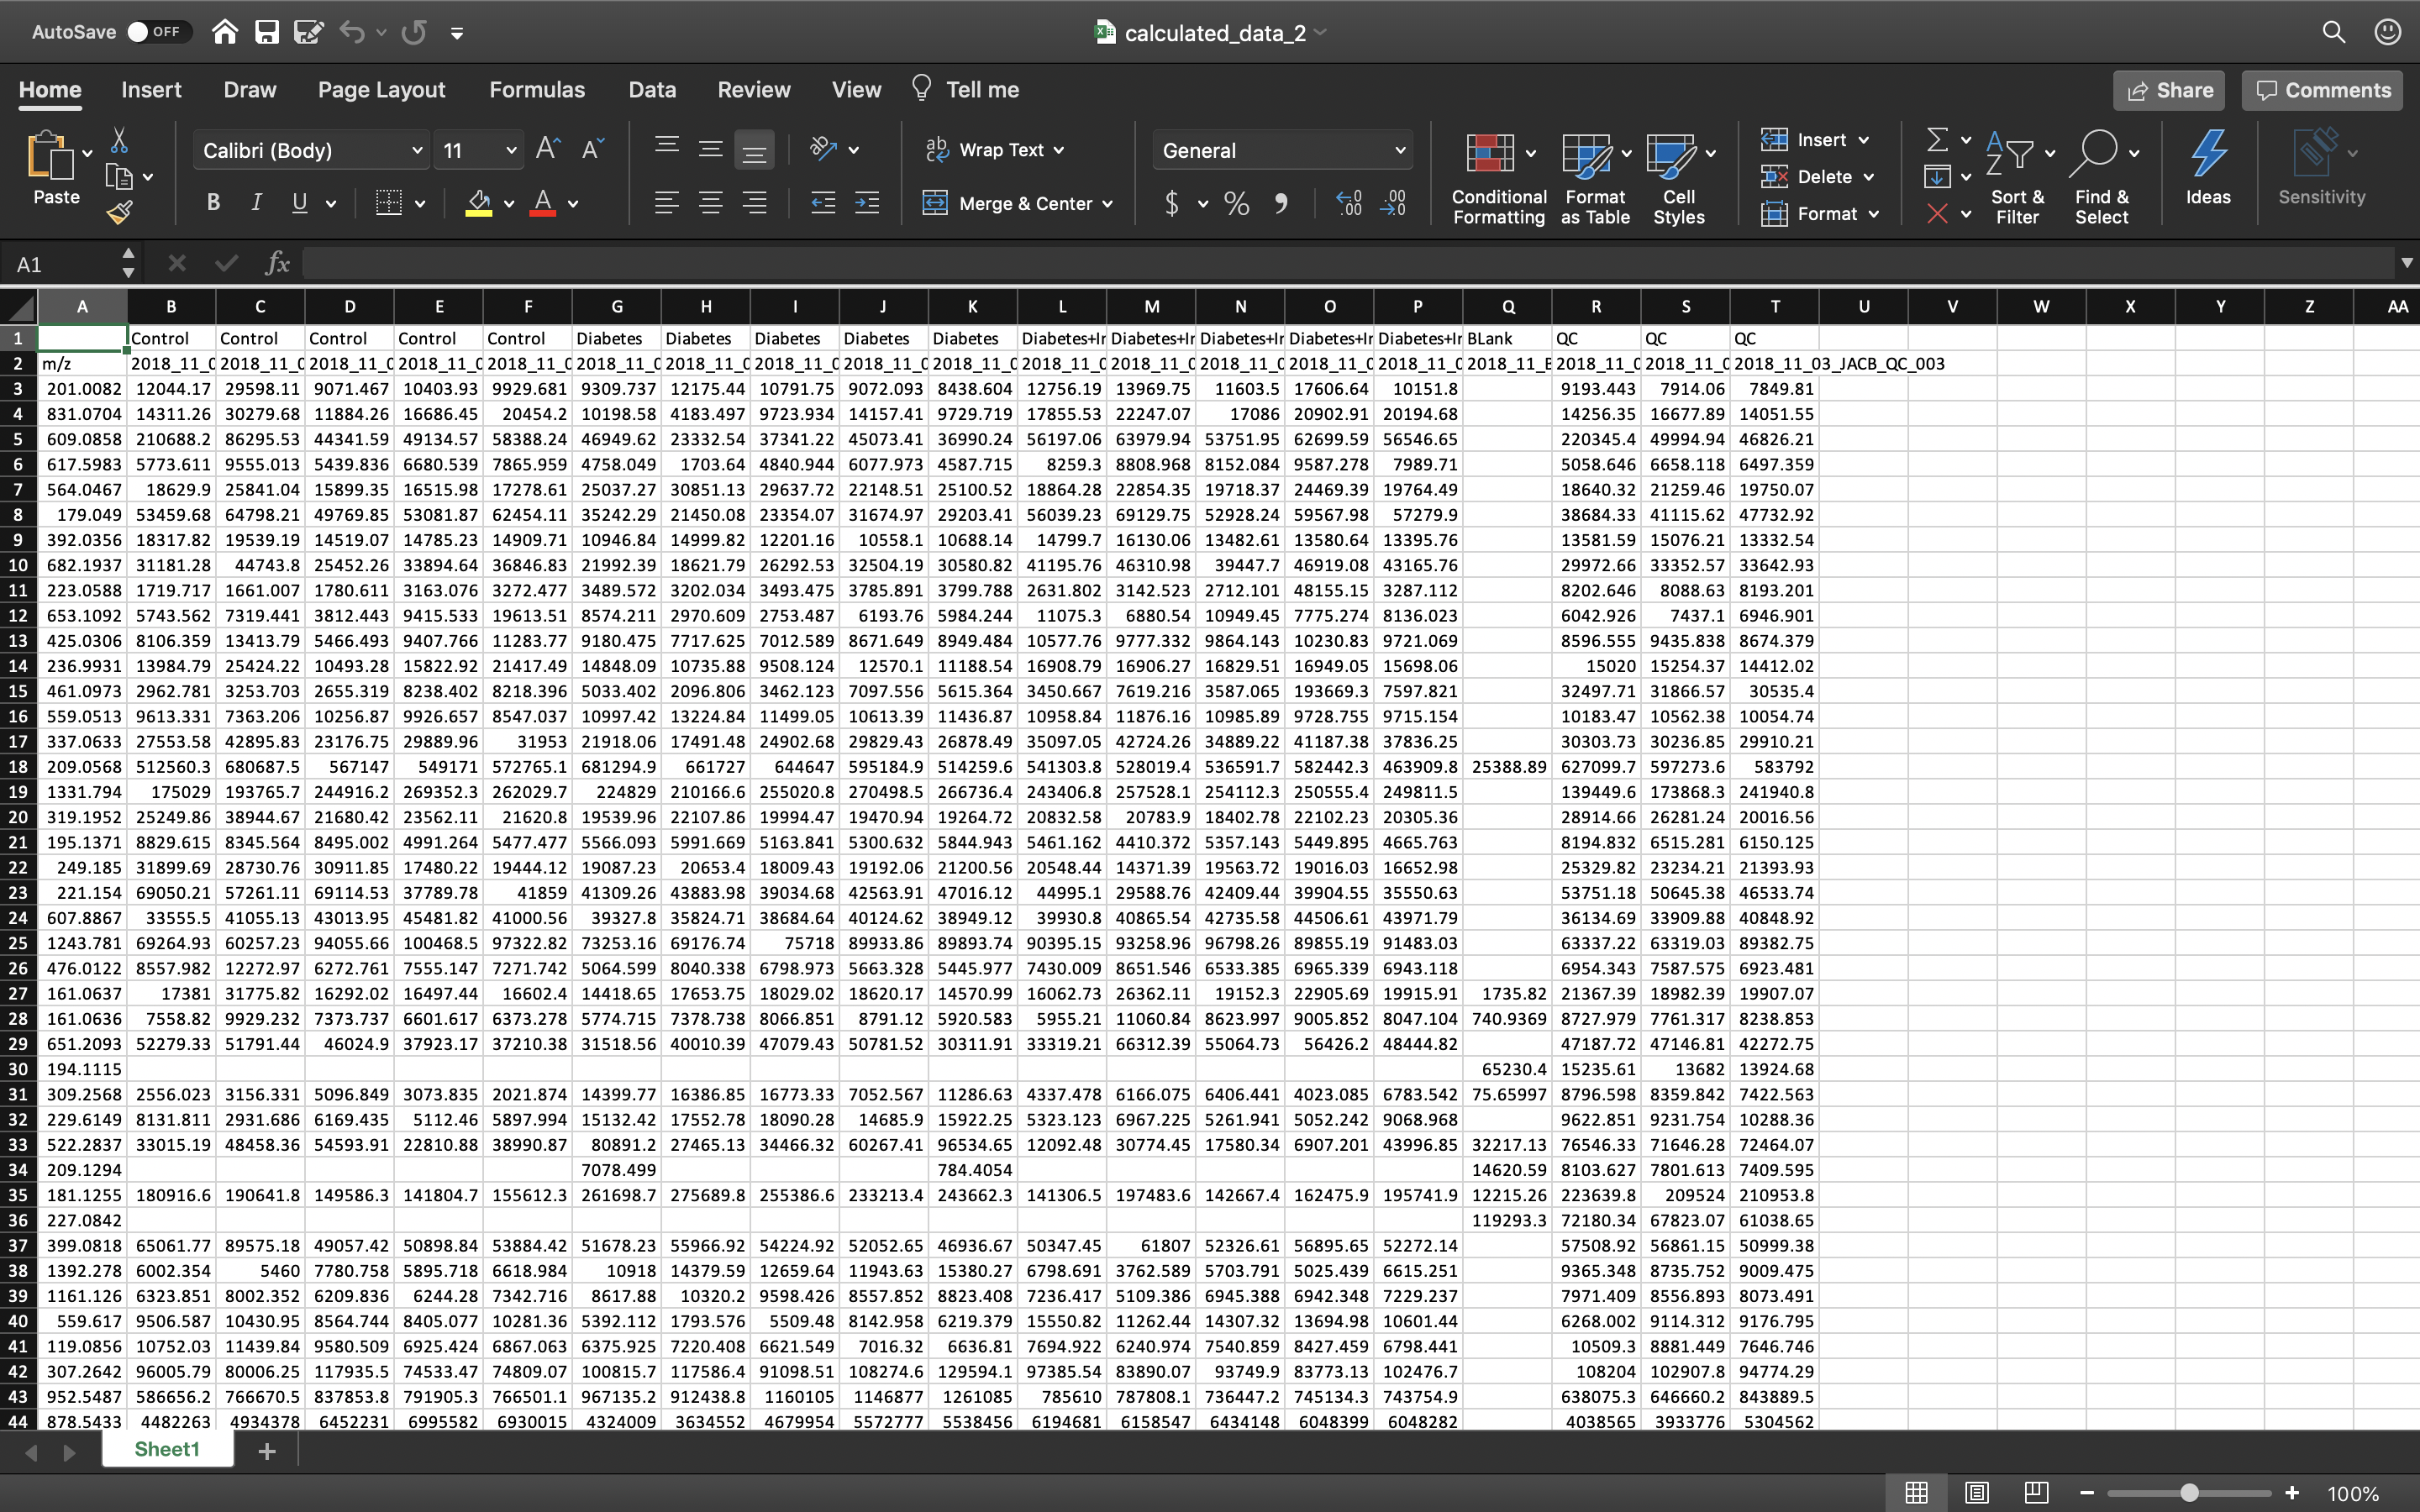 AutoSave OFF calculated_data_2
Home Insert Draw Page Layout Formulas Data Review View Tell me Share Comments
Paste Calibri (Body) 11 A^ A˅ ab Wrap Text General Conditional Formatting Format as Table Cell Styles Insert Sort & Filter Find & Select Ideas Sensitivity
B I U A Merge & Center $ % Delete
Format
A1 fx
A B C D E F G H I J K L M N O P Q R S T U V W X Y Z AA
1 Control Control Control Control Control Diabetes Diabetes Diabetes Diabetes Diabetes Diabetes+Ir Diabetes+Ir Diabetes+Ir Diabetes+Ir Diabetes+Ir BLank QC QC QC
2 m/z 2018_11_0 2018_11_0 2018_11_0 2018_11_0 2018_11_0 2018_11_0 2018_11_0 2018_11_0 2018_11_0 2018_11_0 2018_11_0 2018_11_0 2018_11_0 2018_11_0 2018_11_0 2018_11_B 2018_11_0 2018_11_0 2018_11_03_JACB_QC_003
3 201.0082 12044.17 29598.11 9071.467 10403.93 9929.681 9309.737 12175.44 10791.75 9072.093 8438.604 12756.19 13969.75 11603.5 17606.64 10151.8 9193.443 7914.06 7849.81
4 831.0704 14311.26 30279.68 11884.26 16686.45 20454.2 10198.58 4183.497 9723.934 14157.41 9729.719 17855.53 22247.07 17086 20902.91 20194.68 14256.35 16677.89 14051.55
5 609.0858 210688.2 86295.53 44341.59 49134.57 58388.24 46949.62 23332.54 37341.22 45073.41 36990.24 56197.06 63979.94 53751.95 62699.59 56546.65 220345.4 49994.94 46826.21
6 617.5983 5773.611 9555.013 5439.836 6680.539 7865.959 4758.049 1703.64 4840.944 6077.973 4587.715 8259.3 8808.968 8152.084 9587.278 7989.71 5058.646 6658.118 6497.359
7 564.0467 18629.9 25841.04 15899.35 16515.98 17278.61 25037.27 30851.13 29637.72 22148.51 25100.52 18864.28 22854.35 19718.37 24469.39 19764.49 18640.32 21259.46 19750.07
8 179.049 53459.68 64798.21 49769.85 53081.87 62454.11 35242.29 21450.08 23354.07 31674.97 29203.41 56039.23 69129.75 52928.24 59567.98 57279.9 38684.33 41115.62 47732.92
9 392.0356 18317.82 19539.19 14519.07 14785.23 14909.71 10946.84 14999.82 12201.16 10558.1 10688.14 14799.7 16130.06 13482.61 13580.64 13395.76 13581.59 15076.21 13332.54
10 682.1937 31181.28 44743.8 25452.26 33894.64 36846.83 21992.39 18621.79 26292.53 32504.19 30580.82 41195.76 46310.98 39447.7 46919.08 43165.76 29972.66 33352.57 33642.93
11 223.0588 1719.717 1661.007 1780.611 3163.076 3272.477 3489.572 3202.034 3493.475 3785.891 3799.788 2631.802 3142.523 2712.101 48155.15 3287.112 8202.646 8088.63 8193.201
12 653.1092 5743.562 7319.441 3812.443 9415.533 19613.51 8574.211 2970.609 2753.487 6193.76 5984.244 11075.3 6880.54 10949.45 7775.274 8136.023 6042.926 7437.1 6946.901
13 425.0306 8106.359 13413.79 5466.493 9407.766 11283.77 9180.475 7717.625 7012.589 8671.649 8949.484 10577.76 9777.332 9864.143 10230.83 9721.069 8596.555 9435.838 8674.379
14 236.9931 13984.79 25424.22 10493.28 15822.92 21417.49 14848.09 10735.88 9508.124 12570.1 11188.54 16908.79 16906.27 16829.51 16949.05 15698.06 15020 15254.37 14412.02
15 461.0973 2962.781 3253.703 2655.319 8238.402 8218.396 5033.402 2096.806 3462.123 7097.556 5615.364 3450.667 7619.216 3587.065 193669.3 7597.821 32497.71 31866.57 30535.4
16 559.0513 9613.331 7363.206 10256.87 9926.657 8547.037 10997.42 13224.84 11499.05 10613.39 11436.87 10958.84 11876.16 10985.89 9728.755 9715.154 10183.47 10562.38 10054.74
17 337.0633 27553.58 42895.83 23176.75 29889.96 31953 21918.06 17491.48 24902.68 29829.43 26878.49 35097.05 42724.26 34889.22 41187.38 37836.25 30303.73 30236.85 29910.21
18 209.0568 512560.3 680687.5 567147 549171 572765.1 681294.9 661727 644647 595184.9 514259.6 541303.8 528019.4 536591.7 582442.3 463909.8 25388.89 627099.7 597273.6 583792
19 1331.794 175029 193765.7 244916.2 269352.3 262029.7 224829 210166.6 255020.8 270498.5 266736.4 243406.8 257528.1 254112.3 250555.4 249811.5 139449.6 173868.3 241940.8
20 319.1952 25249.86 38944.67 21680.42 23562.11 21620.8 19539.96 22107.86 19994.47 19470.94 19264.72 20832.58 20783.9 18402.78 22102.23 20305.36 28914.66 26281.24 20016.56
21 195.1371 8829.615 8345.564 8495.002 4991.264 5477.477 5566.093 5991.669 5163.841 5300.632 5844.943 5461.162 4410.372 5357.143 5449.895 4665.763 8194.832 6515.281 6150.125
22 249.185 31899.69 28730.76 30911.85 17480.22 19444.12 19087.23 20653.4 18009.43 19192.06 21200.56 20548.44 14371.39 19563.72 19016.03 16652.98 25329.82 23234.21 21393.93
23 221.154 69050.21 57261.11 69114.53 37789.78 41859 41309.26 43883.98 39034.68 42563.91 47016.12 44995.1 29588.76 42409.44 39904.55 35550.63 53751.18 50645.38 46533.74
24 607.8867 33555.5 41055.13 43013.95 45481.82 41000.56 39327.8 35824.71 38684.64 40124.62 38949.12 39930.8 40865.54 42735.58 44506.61 43971.79 36134.69 33909.88 40848.92
25 1243.781 69264.93 60257.23 94055.66 100468.5 97322.82 73253.16 69176.74 75718 89933.86 89893.74 90395.15 93258.96 96798.26 89855.19 91483.03 63337.22 63319.03 89382.75
26 476.0122 8557.982 12272.97 6272.761 7555.147 7271.742 5064.599 8040.338 6798.973 5663.328 5445.977 7430.009 8651.546 6533.385 6965.339 6943.118 6954.343 7587.575 6923.481
27 161.0637 17381 31775.82 16292.02 16497.44 16602.4 14418.65 17653.75 18029.02 18620.17 14570.99 16062.73 26362.11 19152.3 22905.69 19915.91 1735.82 21367.39 18982.39 19907.07
28 161.0636 7558.82 9929.232 7373.737 6601.617 6373.278 5774.715 7378.738 8066.851 8791.12 5920.583 5955.21 11060.84 8623.997 9005.852 8047.104 740.9369 8727.979 7761.317 8238.853
29 651.2093 52279.33 51791.44 46024.9 37923.17 37210.38 31518.56 40010.39 47079.43 50781.52 30311.91 33319.21 66312.39 55064.73 56426.2 48444.82 47187.72 47146.81 42272.75
30 194.1115 65230.4 15235.61 13682 13924.68
31 309.2568 2556.023 3156.331 5096.849 3073.835 2021.874 14399.77 16386.85 16773.33 7052.567 11286.63 4337.478 6166.075 6406.441 4023.085 6783.542 75.65997 8796.598 8359.842 7422.563
32 229.6149 8131.811 2931.686 6169.435 5112.46 5897.994 15132.42 17552.78 18090.28 14685.9 15922.25 5323.123 6967.225 5261.941 5052.242 9068.968 9622.851 9231.754 10288.36
33 522.2837 33015.19 48458.36 54593.91 22810.88 38990.87 80891.2 27465.13 34466.32 60267.41 96534.65 12092.48 30774.45 17580.34 6907.201 43996.85 32217.13 76546.33 71646.28 72464.07
34 209.1294 7078.499 784.4054 14620.59 8103.627 7801.613 7409.595
35 181.1255 180916.6 190641.8 149586.3 141804.7 155612.3 261698.7 275689.8 255386.6 233213.4 243662.3 141306.5 197483.6 142667.4 162475.9 195741.9 12215.26 223639.8 209524 210953.8
36 227.0842 119293.3 72180.34 67823.07 61038.65
37 399.0818 65061.77 89575.18 49057.42 50898.84 53884.42 51678.23 55966.92 54224.92 52052.65 46936.67 50347.45 61807 52326.61 56895.65 52272.14 57508.92 56861.15 50999.38
38 1392.278 6002.354 5460 7780.758 5895.718 6618.984 10918 14379.59 12659.64 11943.63 15380.27 6798.691 3762.589 5703.791 5025.439 6615.251 9365.348 8735.752 9009.475
39 1161.126 6323.851 8002.352 6209.836 6244.28 7342.716 8617.88 10320.2 9598.426 8557.852 8823.408 7236.417 5109.386 6945.388 6942.348 7229.237 7971.409 8556.893 8073.491
40 559.617 9506.587 10430.95 8564.744 8405.077 10281.36 5392.112 1793.576 5509.48 8142.958 6219.379 15550.82 11262.44 14307.32 13694.98 10601.44 6268.002 9114.312 9176.795
41 119.0856 10752.03 11439.84 9580.509 6925.424 6867.063 6375.925 7220.408 6621.549 7016.32 6636.81 7694.922 6240.974 7540.859 8427.459 6798.441 10509.3 8881.449 7646.746
42 307.2642 96005.79 80006.25 117935.5 74533.47 74809.07 100815.7 117586.4 91098.51 108274.6 129594.1 97385.54 83890.07 93749.9 83773.13 102476.7 108204 102907.8 94774.29
43 952.5487 586656.2 766670.5 837853.8 791905.3 766501.1 967135.2 912438.8 1160105 1146877 1261085 785610 787808.1 736447.2 745134.3 743754.9 638075.3 646660.2 843889.5
44 878.5433 4482263 4934378 6452231 6995582 6930015 4324009 3634552 4679954 5572777 5538456 6194681 6158547 6434148 6048399 6048282 4038565 3933776 5304562
Sheet1 +
100%